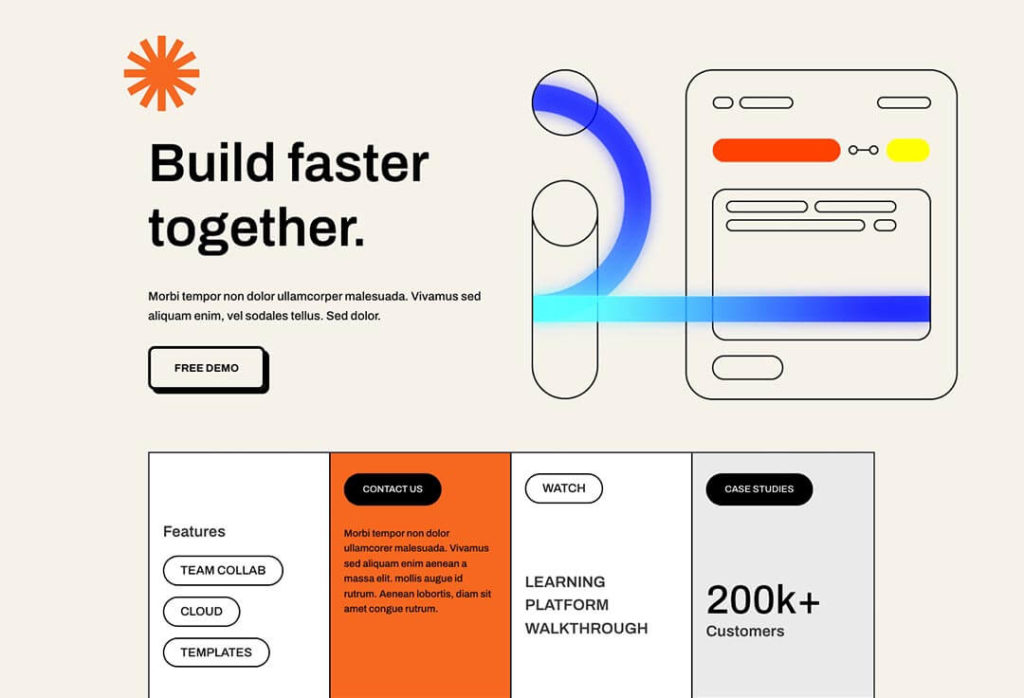 Build faster
together.
Morbi tempor non dolor ullamcorper malesuada. Vivamus sed
aliquam enim, vel sodales tellus. Sed dolor.
FREE DEMO
Features
TEAM COLLAB
CLOUD
TEMPLATES
CONTACT US
Morbi tempor non dolor
ullamcorer malesuada. Vivamus
sed aliquam enim aenean a
massa elit. mollis augue id
rutrum. Aenean lobortis, diam sit
amet congue rutrum.
WATCH
LEARNING
PLATFORM
WALKTHROUGH
CASE STUDIES
200k+
Customers